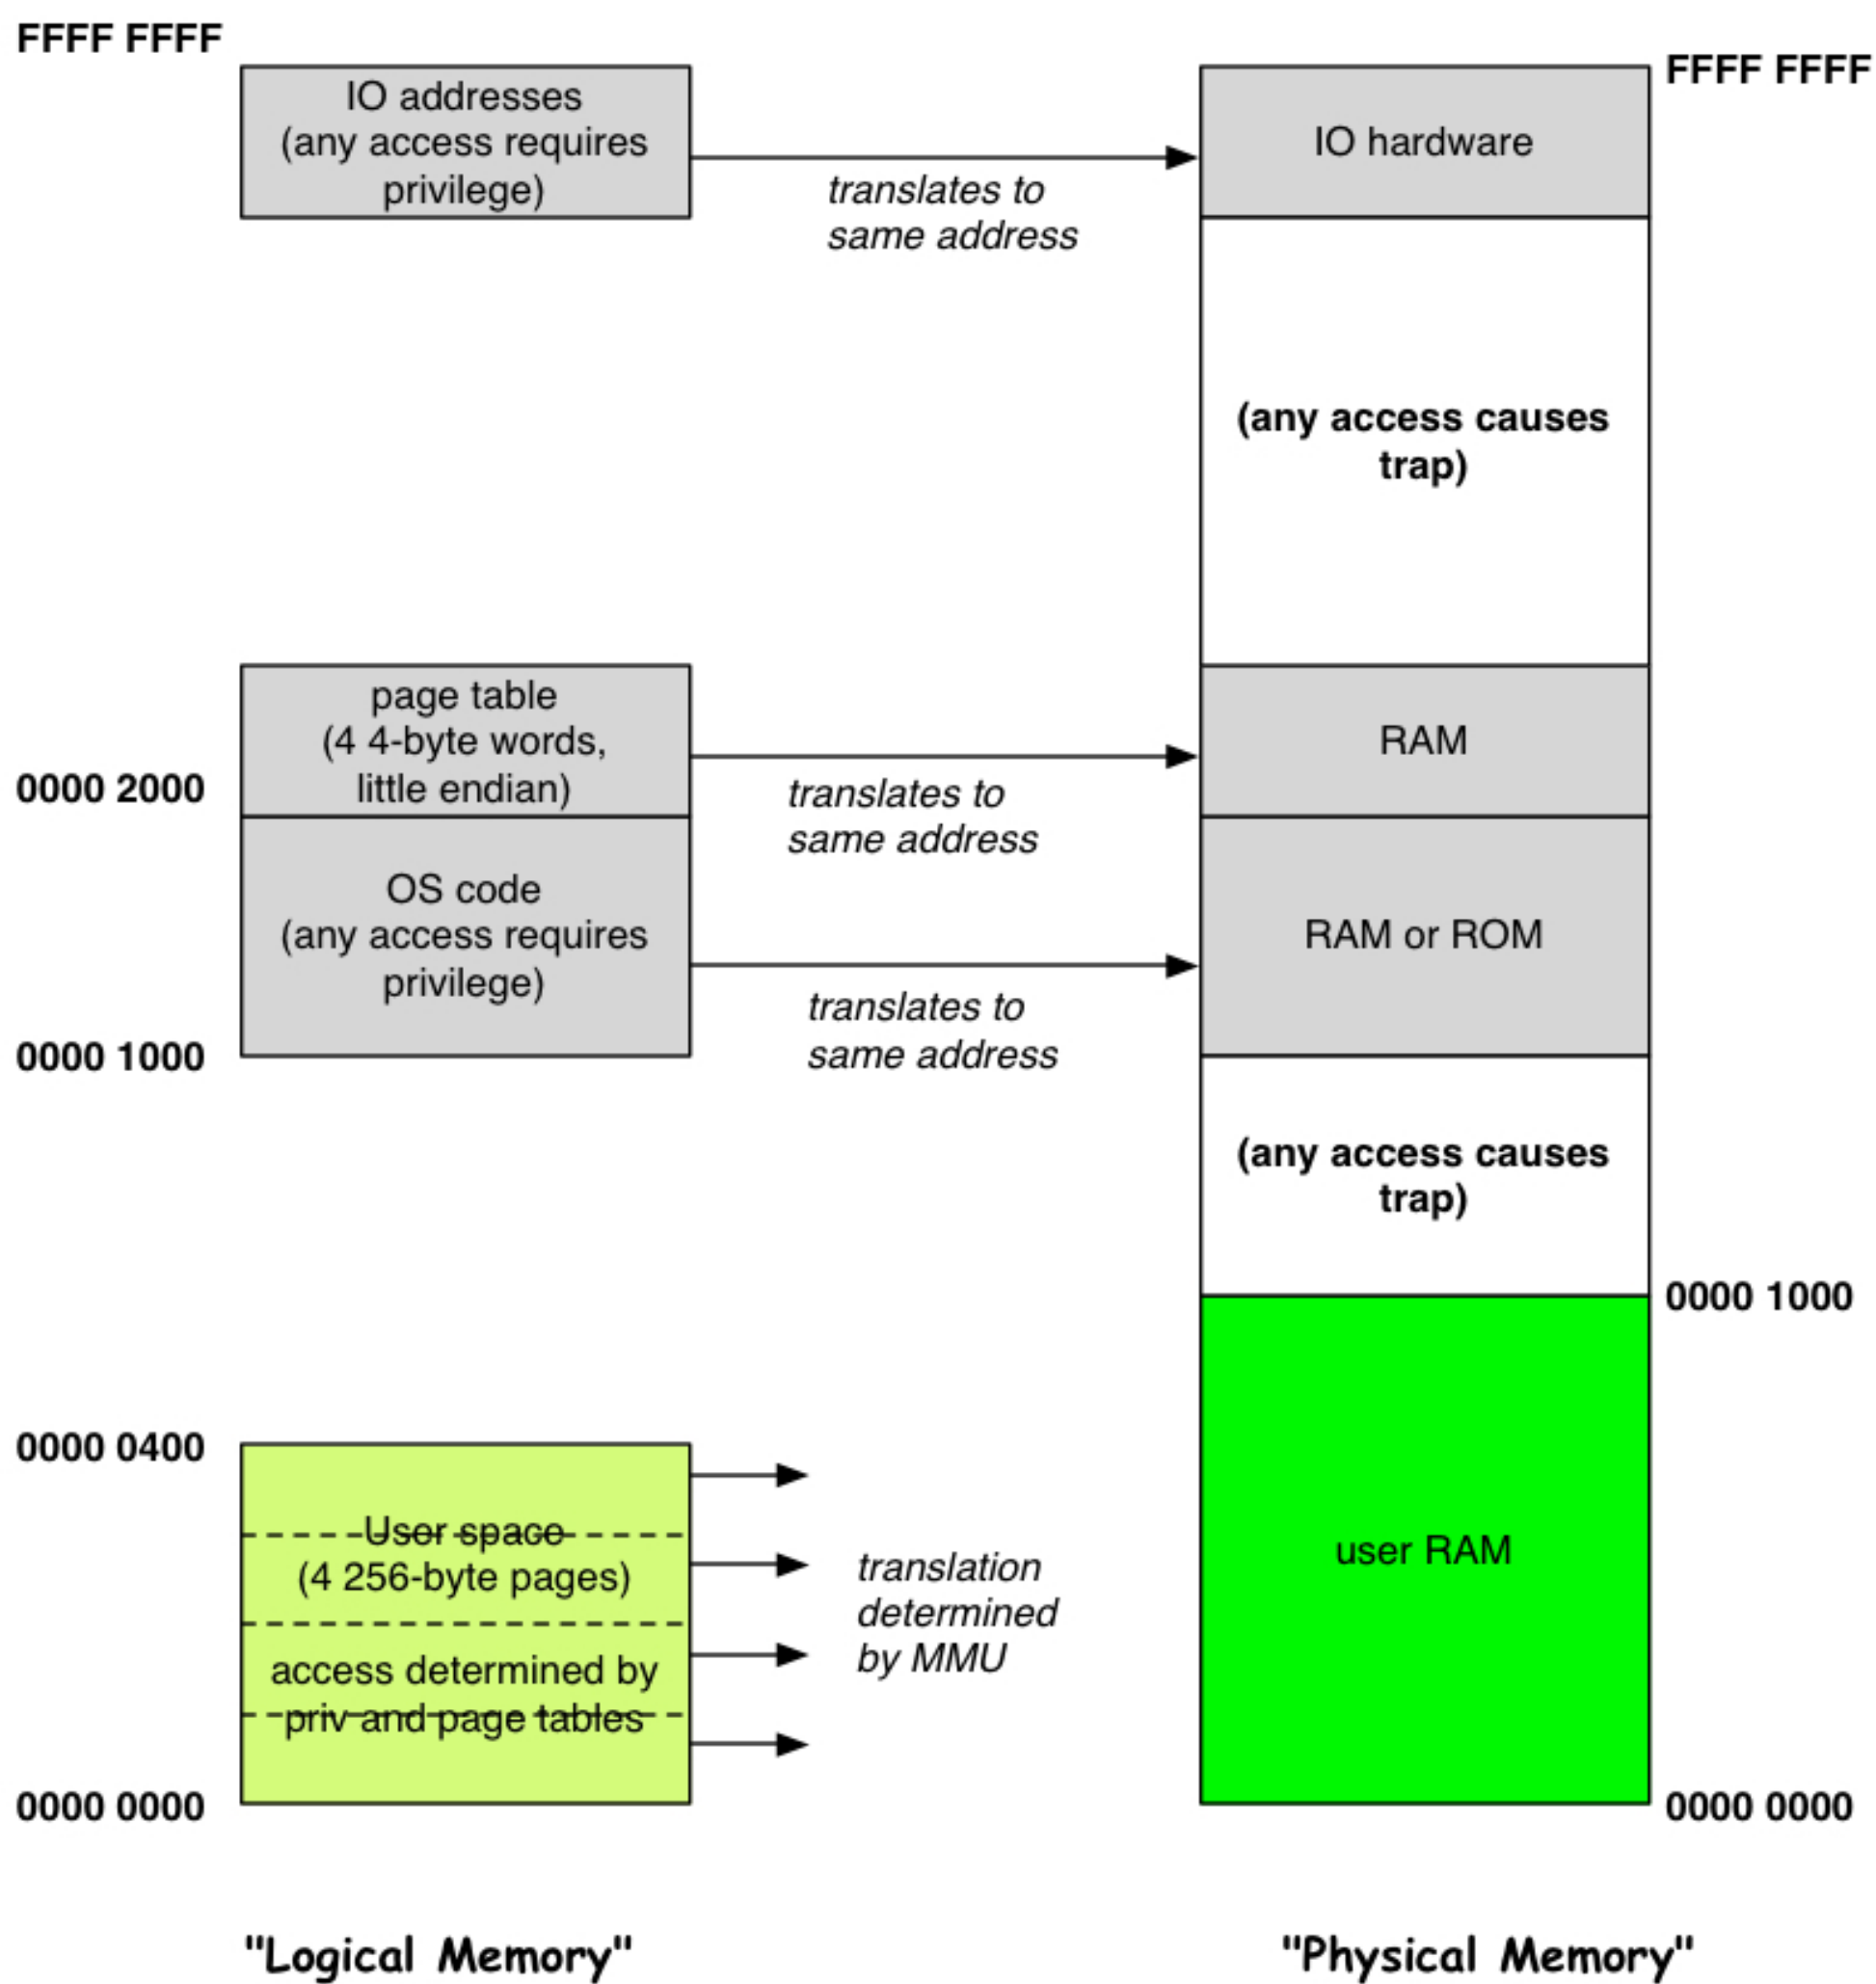 FFFF FFFF
IO addresses
(any access requires
privilege)
translates to
same address
IO hardware
FFFF FFFF
(any access causes
trap)
page table
(4 4-byte words,
little endian)
0000 2000
translates to
same address
RAM
OS code
(any access requires
privilege)
0000 1000
translates to
same address
RAM or ROM
(any access causes
trap)
0000 1000
0000 0400
User space
(4 256-byte pages)
access determined by
priv and page tables
0000 0000
translation
determined
by MMU
user RAM
0000 0000
"Logical Memory"
"Physical Memory"